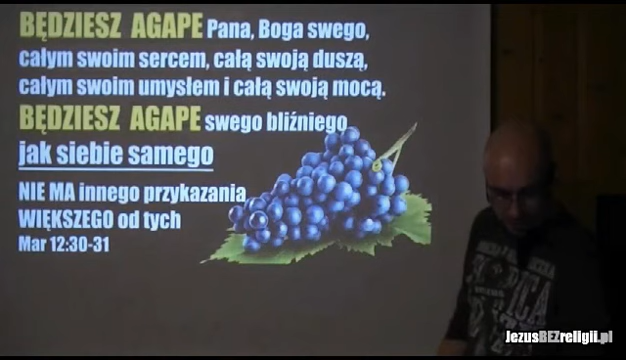 BĘDZIESZ AGAPE Pana, Boga swego,
całym swoim sercem, całą swoją duszą,
całym swoim umysłem i całą swoją mocą.
BĘDZIESZ AGAPE swego bliźniego
jak siebie samego
NIE MA innego przykazania
WIĘKSZEGO od tych
Mar 12:30-31
JezusBEZreligii.pl